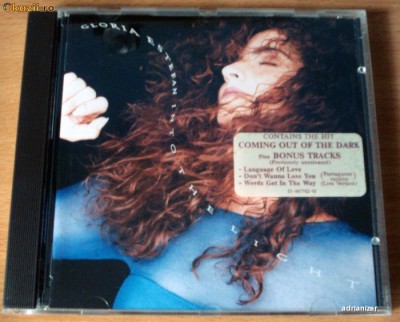 okazii.ro
GLORIA ESTEFAN INTO THE LIGHT
CONTAINS THE HIT
COMING OUT OF THE DARK
Plus BONUS TRACKS
(Previously unreleased)
- Language Of Love
- Don't Wanna Lose You (Portuguese version)
- Words Get In The Way (Live Version)
adrianizer